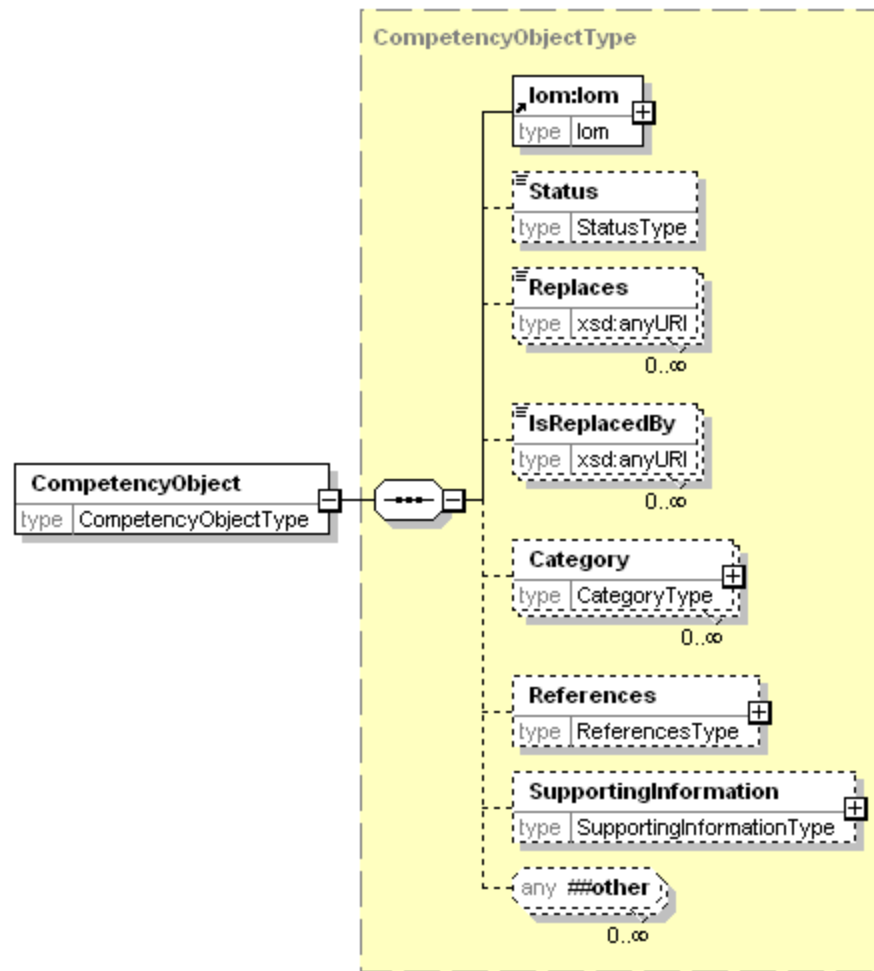 CompetencyObjectType
lom:lom
type lom
Status
type StatusType
Replaces
type xsd:anyURI
0..∞
IsReplacedBy
type xsd:anyURI
0..∞
CompetencyObject
type CompetencyObjectType
Category
type CategoryType
0..∞
References
type ReferencesType
SupportingInformation
type SupportingInformationType
any ##other
0..∞